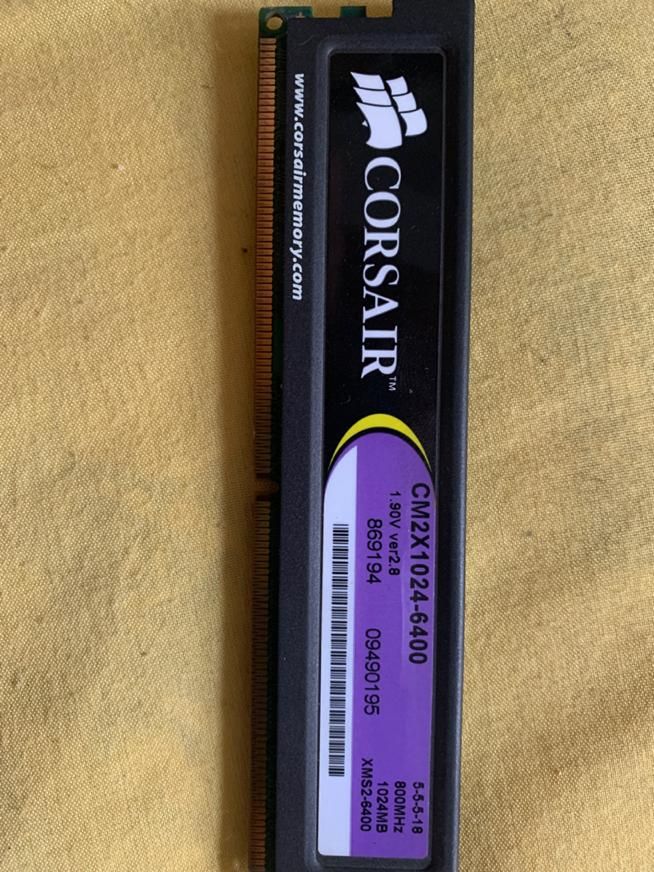 www.corsairmemory.com
CORSAIR™
CM2X1024-6400
1.90V ver2.8
869194 09490195
5-5-5-18
800MHz
1024MB
XMS2-6400